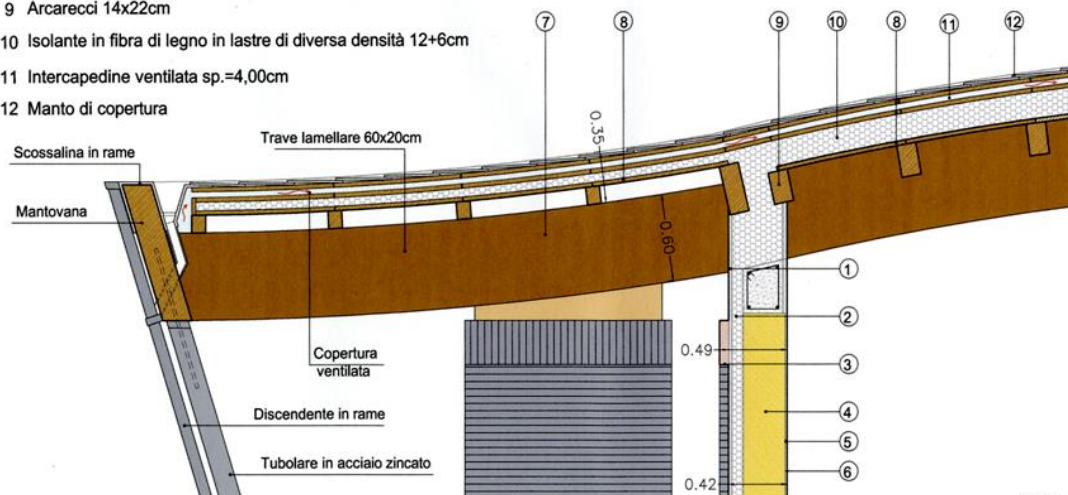 9 Arcarecci 14x22cm
10 Isolante in fibra di legno in lastre di diversa densità 12+6cm
11 Intercapedine ventilata sp.=4,00cm
12 Manto di copertura
7
8
9
10
8
11
12
Scossalina in rame
Trave lamellare 60x20cm
0.35
Mantovana
0.60
1
2
Copertura
ventilata
0.49
3
Discendente in rame
4
5
Tubolare in acciaio zincato
6
0.42